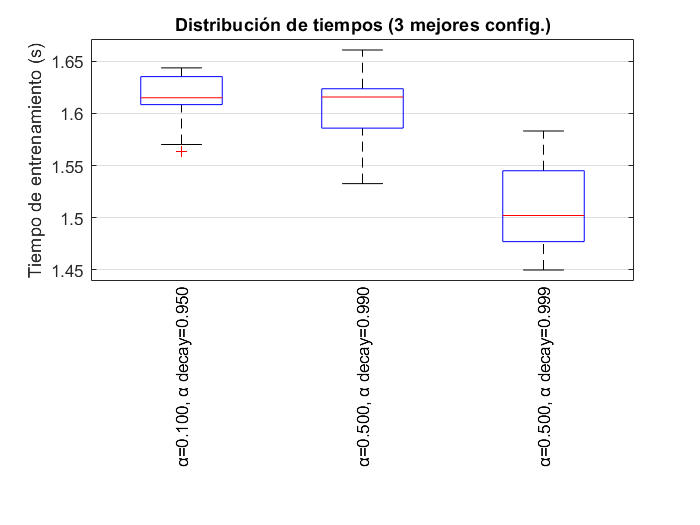 Distribución de tiempos (3 mejores config.)
Tiempo de entrenamiento (s)
1.65
1.6
1.55
1.5
1.45
α=0.100, α decay=0.950
α=0.500, α decay=0.990
α=0.500, α decay=0.999